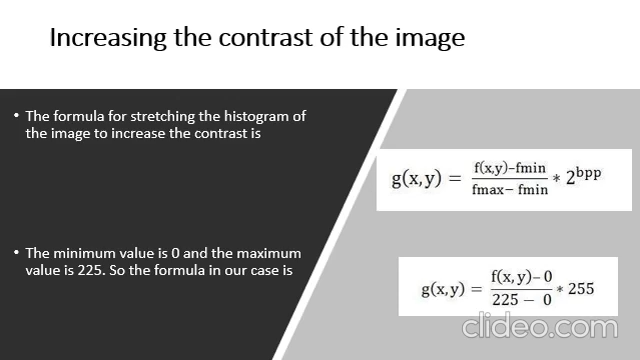 Increasing the contrast of the image
• The formula for stretching the histogram of
the image to increase the contrast is
g(x,y) = f(x,y)-fmin / fmax- fmin * 2^bpp
• The minimum value is 0 and the maximum
value is 225. So the formula in our case is
g(x,y) = f(x,y)- 0 / 225 - 0 * 255
clideo.com